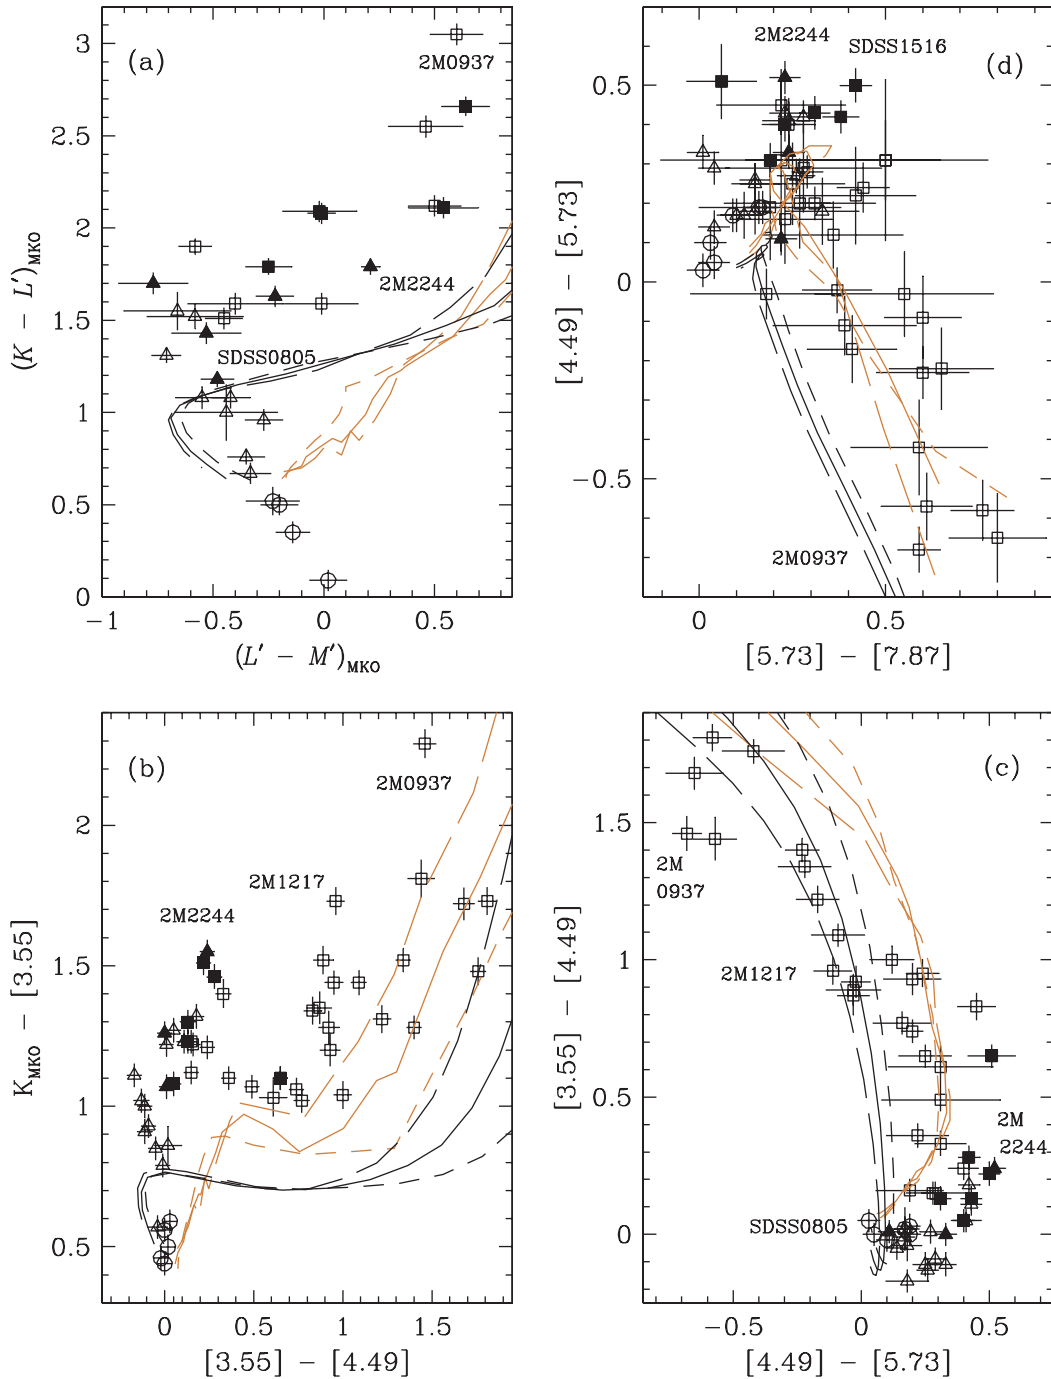 (a)
2M0937
2M2244
SDSS0805
3
2.5
2
1.5
1
0.5
0
(K − L′)MKO
−1
−0.5
0
0.5
(L′ − M′)MKO
(d)
2M2244
SDSS1516
2M0937
0.5
0
−0.5
[4.49] − [5.73]
0
0.5
[5.73] − [7.87]
(b)
2M0937
2M1217
2M2244
2
1.5
1
0.5
KMKO − [3.55]
0
0.5
1
1.5
[3.55] − [4.49]
(c)
2M
0937
2M1217
2M
2244
SDSS0805
1.5
1
0.5
0
[3.55] − [4.49]
−0.5
0
0.5
[4.49] − [5.73]